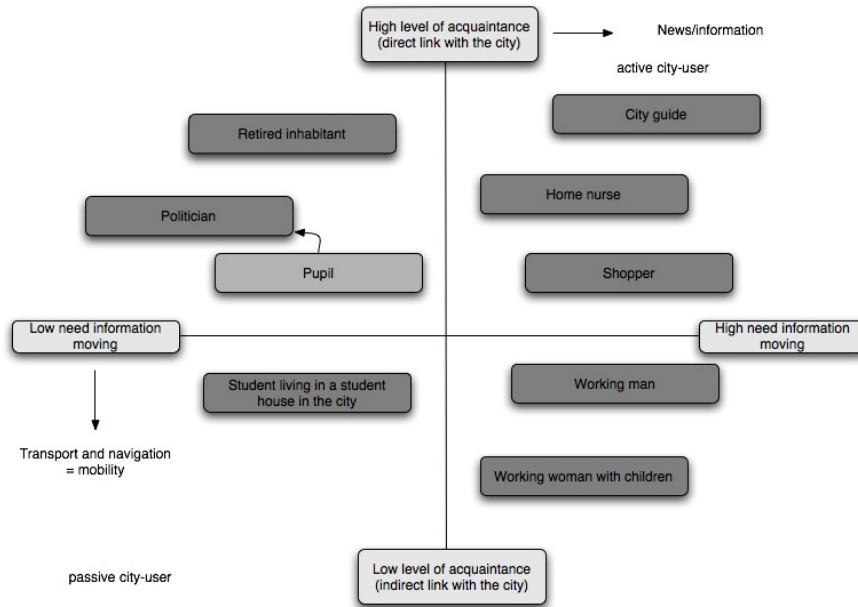 High level of acquaintance
(direct link with the city)
News/information
active city-user
City guide
Retired inhabitant
Home nurse
Politician
Pupil
Shopper
Low need information
moving
High need information
moving
Student living in a student
house in the city
Working man
Transport and navigation
= mobility
Working woman with children
Low level of acquaintance
(indirect link with the city)
passive city-user